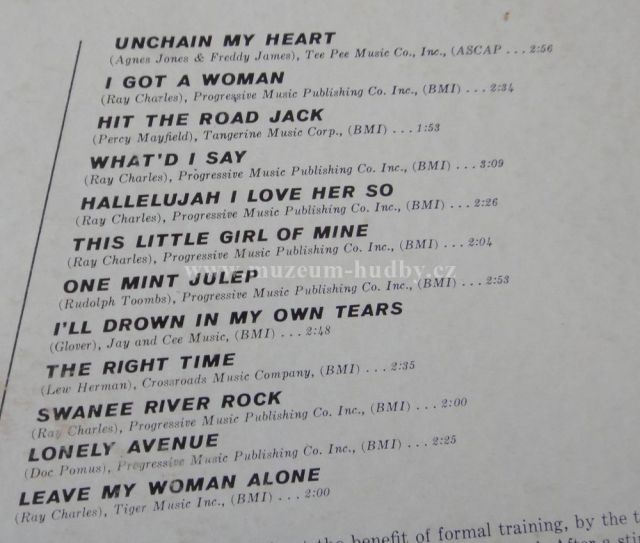 UNCHAIN MY HEART
(Agnes Jones & Freddy James), Tee Pee Music Co., Inc., (ASCAP ... 2:56
I GOT A WOMAN
(Ray Charles), Progressive Music Publishing Co. Inc., (BMI) ... 2:34
HIT THE ROAD JACK
(Percy Mayfield), Tangerine Music Corp., (BMI) ... 1:53
WHAT'D I SAY
(Ray Charles), Progressive Music Publishing Co. Inc., (BMI) ... 3:09
HALLELUJAH I LOVE HER SO
(Ray Charles), Progressive Music Publishing Co. Inc., (BMI) ... 2:26
THIS LITTLE GIRL OF MINE
(Ray Charles), Progressive Music Publishing Co. Inc., (BMI) ... 2:04
www.muzeum-hudby.cz
ONE MINT JULEP
(Rudolph Toombs), Progressive Music Publishing Co. Inc., (BMI) ... 2:53
I'LL DROWN IN MY OWN TEARS
(Glover), Jay and Cee Music, (BMI) ... 2:48
THE RIGHT TIME
(Lew Herman), Crossroads Music Company, (BMI) ... 2:35
SWANEE RIVER ROCK
(Ray Charles), Progressive Music Publishing Co. Inc., (BMI) ... 2:00
LONELY AVENUE
(Doc Pomus), Progressive Music Publishing Co. Inc., (BMI) ... 2:25
LEAVE MY WOMAN ALONE
(Ray Charles), Tiger Music Inc., (BMI) ... 2:00
the benefit of formal training, by the
After a